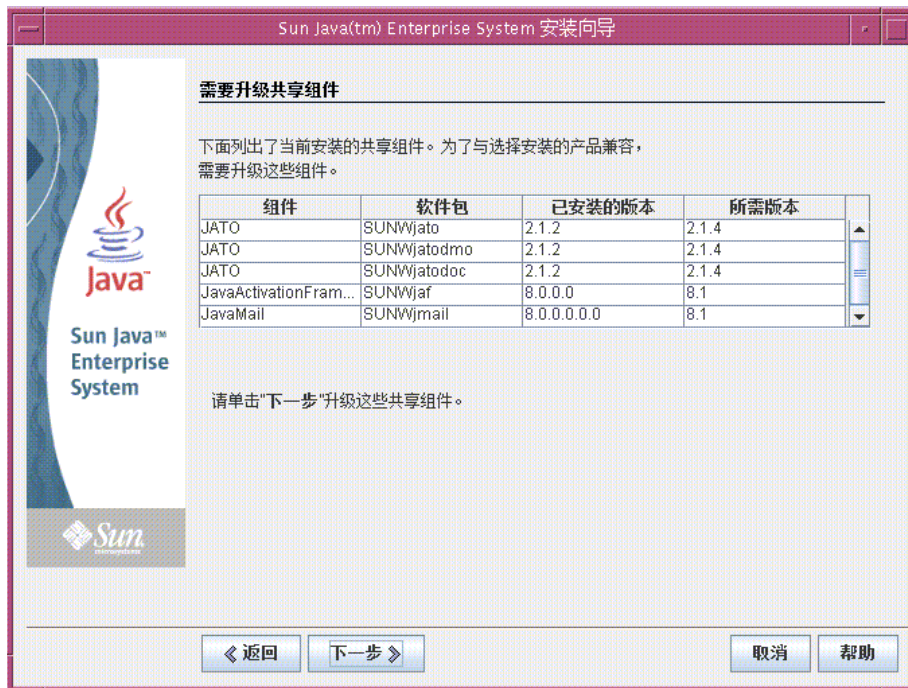 Sun Java(tm) Enterprise System 安装向导
需要升级共享组件
下面列出了当前安装的共享组件。为了与选择安装的产品兼容，
需要升级这些组件。
组件 软件包 已安装的版本 所需版本
JATO SUNWjato 2.1.2 2.1.4
JATO SUNWjatodmo 2.1.2 2.1.4
JATO SUNWjatodoc 2.1.2 2.1.4
JavaActivationFram... SUNWjaf 8.0.0.0 8.1
JavaMail SUNWjmail 8.0.0.0.0.0 8.1
Java™
Sun Java™
Enterprise
System
请单击"下一步"升级这些共享组件。
Sun
microsystems
返回 下一步 取消 帮助